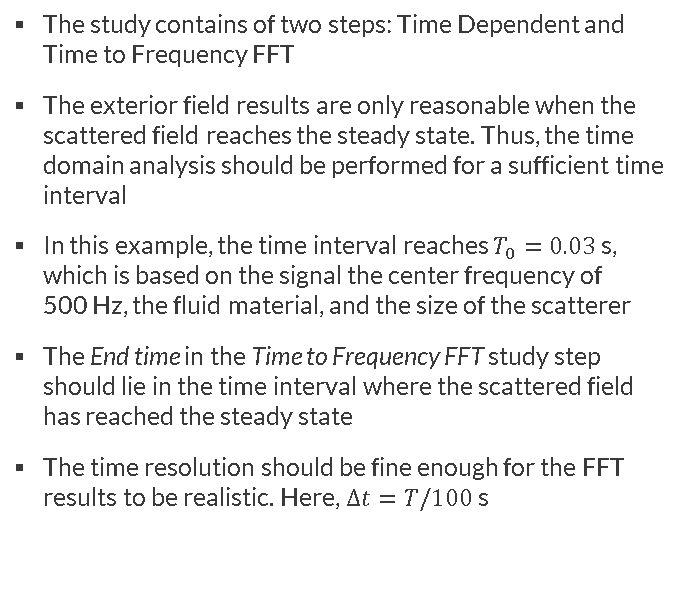 ▪ The study contains of two steps: Time Dependent and
Time to Frequency FFT
▪ The exterior field results are only reasonable when the
scattered field reaches the steady state. Thus, the time
domain analysis should be performed for a sufficient time
interval
▪ In this example, the time interval reaches T₀ = 0.03 s,
which is based on the signal the center frequency of
500 Hz, the fluid material, and the size of the scatterer
▪ The End time in the Time to Frequency FFT study step
should lie in the time interval where the scattered field
has reached the steady state
▪ The time resolution should be fine enough for the FFT
results to be realistic. Here, Δt = T/100 s